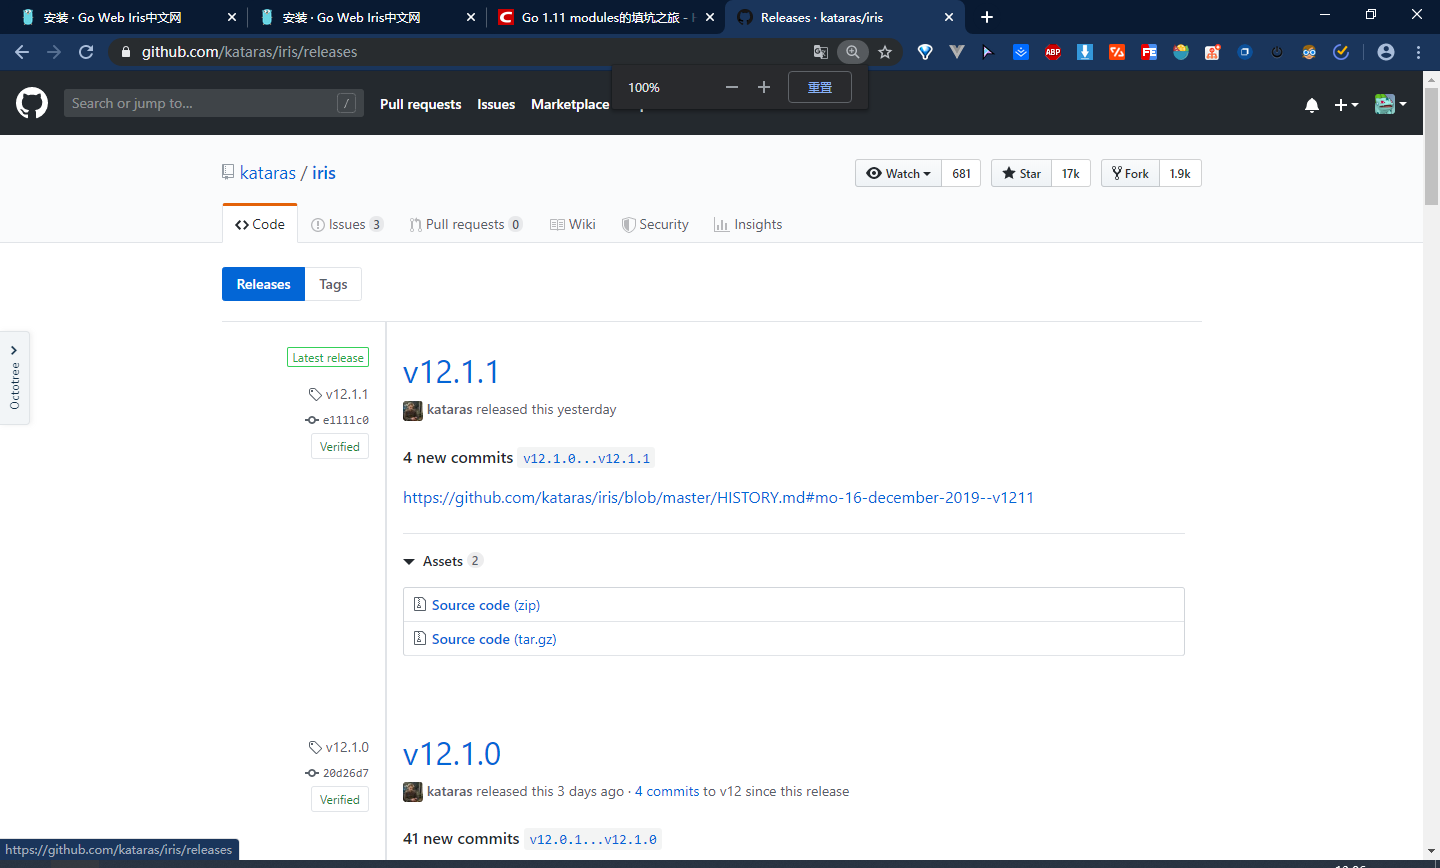 安装 · Go Web Iris中文网
安装 · Go Web Iris中文网
Go 1.11 modules的填坑之旅 -
Releases · kataras/iris
github.com/kataras/iris/releases
ABP
FE
100%
重置
Search or jump to...
/
Pull requests Issues Marketplace
kataras / iris
Watch 681
Star 17k
Fork 1.9k
Code
Issues 3
Pull requests 0
Wiki
Security
Insights
Releases Tags
Octotree
Latest release
v12.1.1
e1111c0
Verified
v12.1.1
kataras released this yesterday
4 new commits v12.1.0...v12.1.1
https://github.com/kataras/iris/blob/master/HISTORY.md#mo-16-december-2019--v1211
Assets 2
Source code (zip)
Source code (tar.gz)
v12.1.0
20d26d7
Verified
v12.1.0
kataras released this 3 days ago · 4 commits to v12 since this release
41 new commits v12.0.1...v12.1.0
https://github.com/kataras/iris/releases